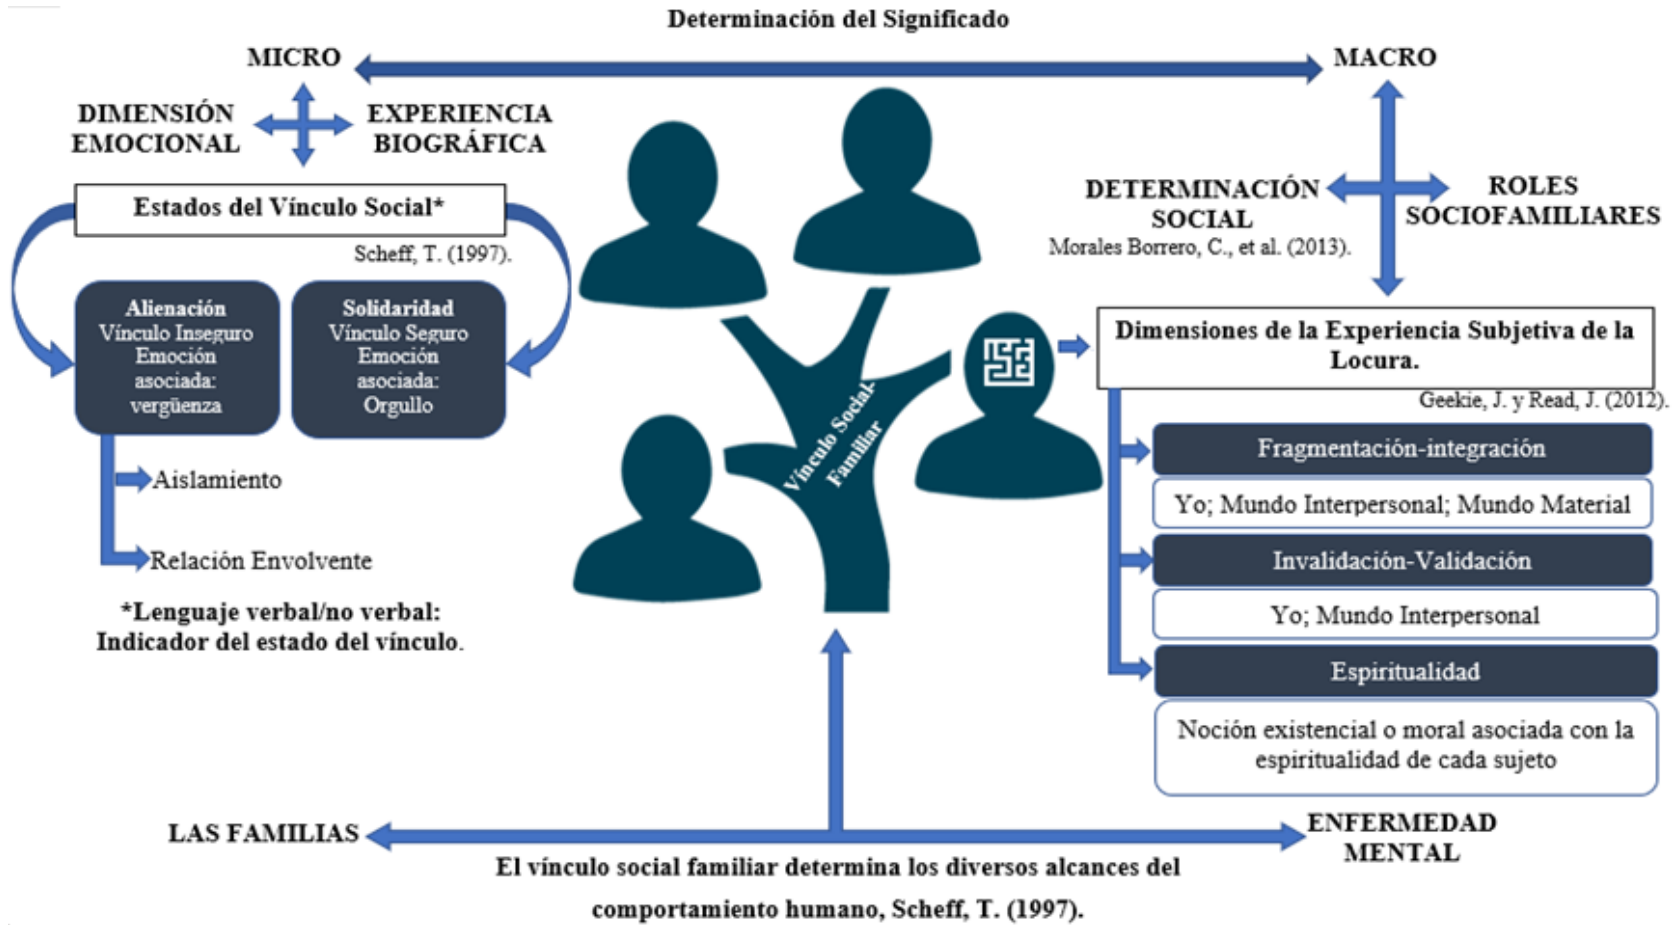 Determinación del Significado
MICRO
MACRO
DIMENSIÓN
EMOCIONAL
EXPERIENCIA
BIOGRÁFICA
Estados del Vínculo Social*
Scheff, T. (1997).
Alienación
Vínculo Inseguro
Emoción
asociada:
vergüenza
Solidaridad
Vínculo Seguro
Emoción
asociada:
Orgullo
Aislamiento
Relación Envolvente
*Lenguaje verbal/no verbal:
Indicador del estado del vínculo.
Vínculo Social-
Familiar
DETERMINACIÓN
SOCIAL
Morales Borrero, C., et al. (2013).
ROLES
SOCIOFAMILIARES
Dimensiones de la Experiencia Subjetiva de la
Locura.
Geekie, J. y Read, J. (2012).
Fragmentación-integración
Yo; Mundo Interpersonal; Mundo Material
Invalidación-Validación
Yo; Mundo Interpersonal
Espiritualidad
Noción existencial o moral asociada con la
espiritualidad de cada sujeto
LAS FAMILIAS
ENFERMEDAD
MENTAL
El vínculo social familiar determina los diversos alcances del
comportamiento humano, Scheff, T. (1997).